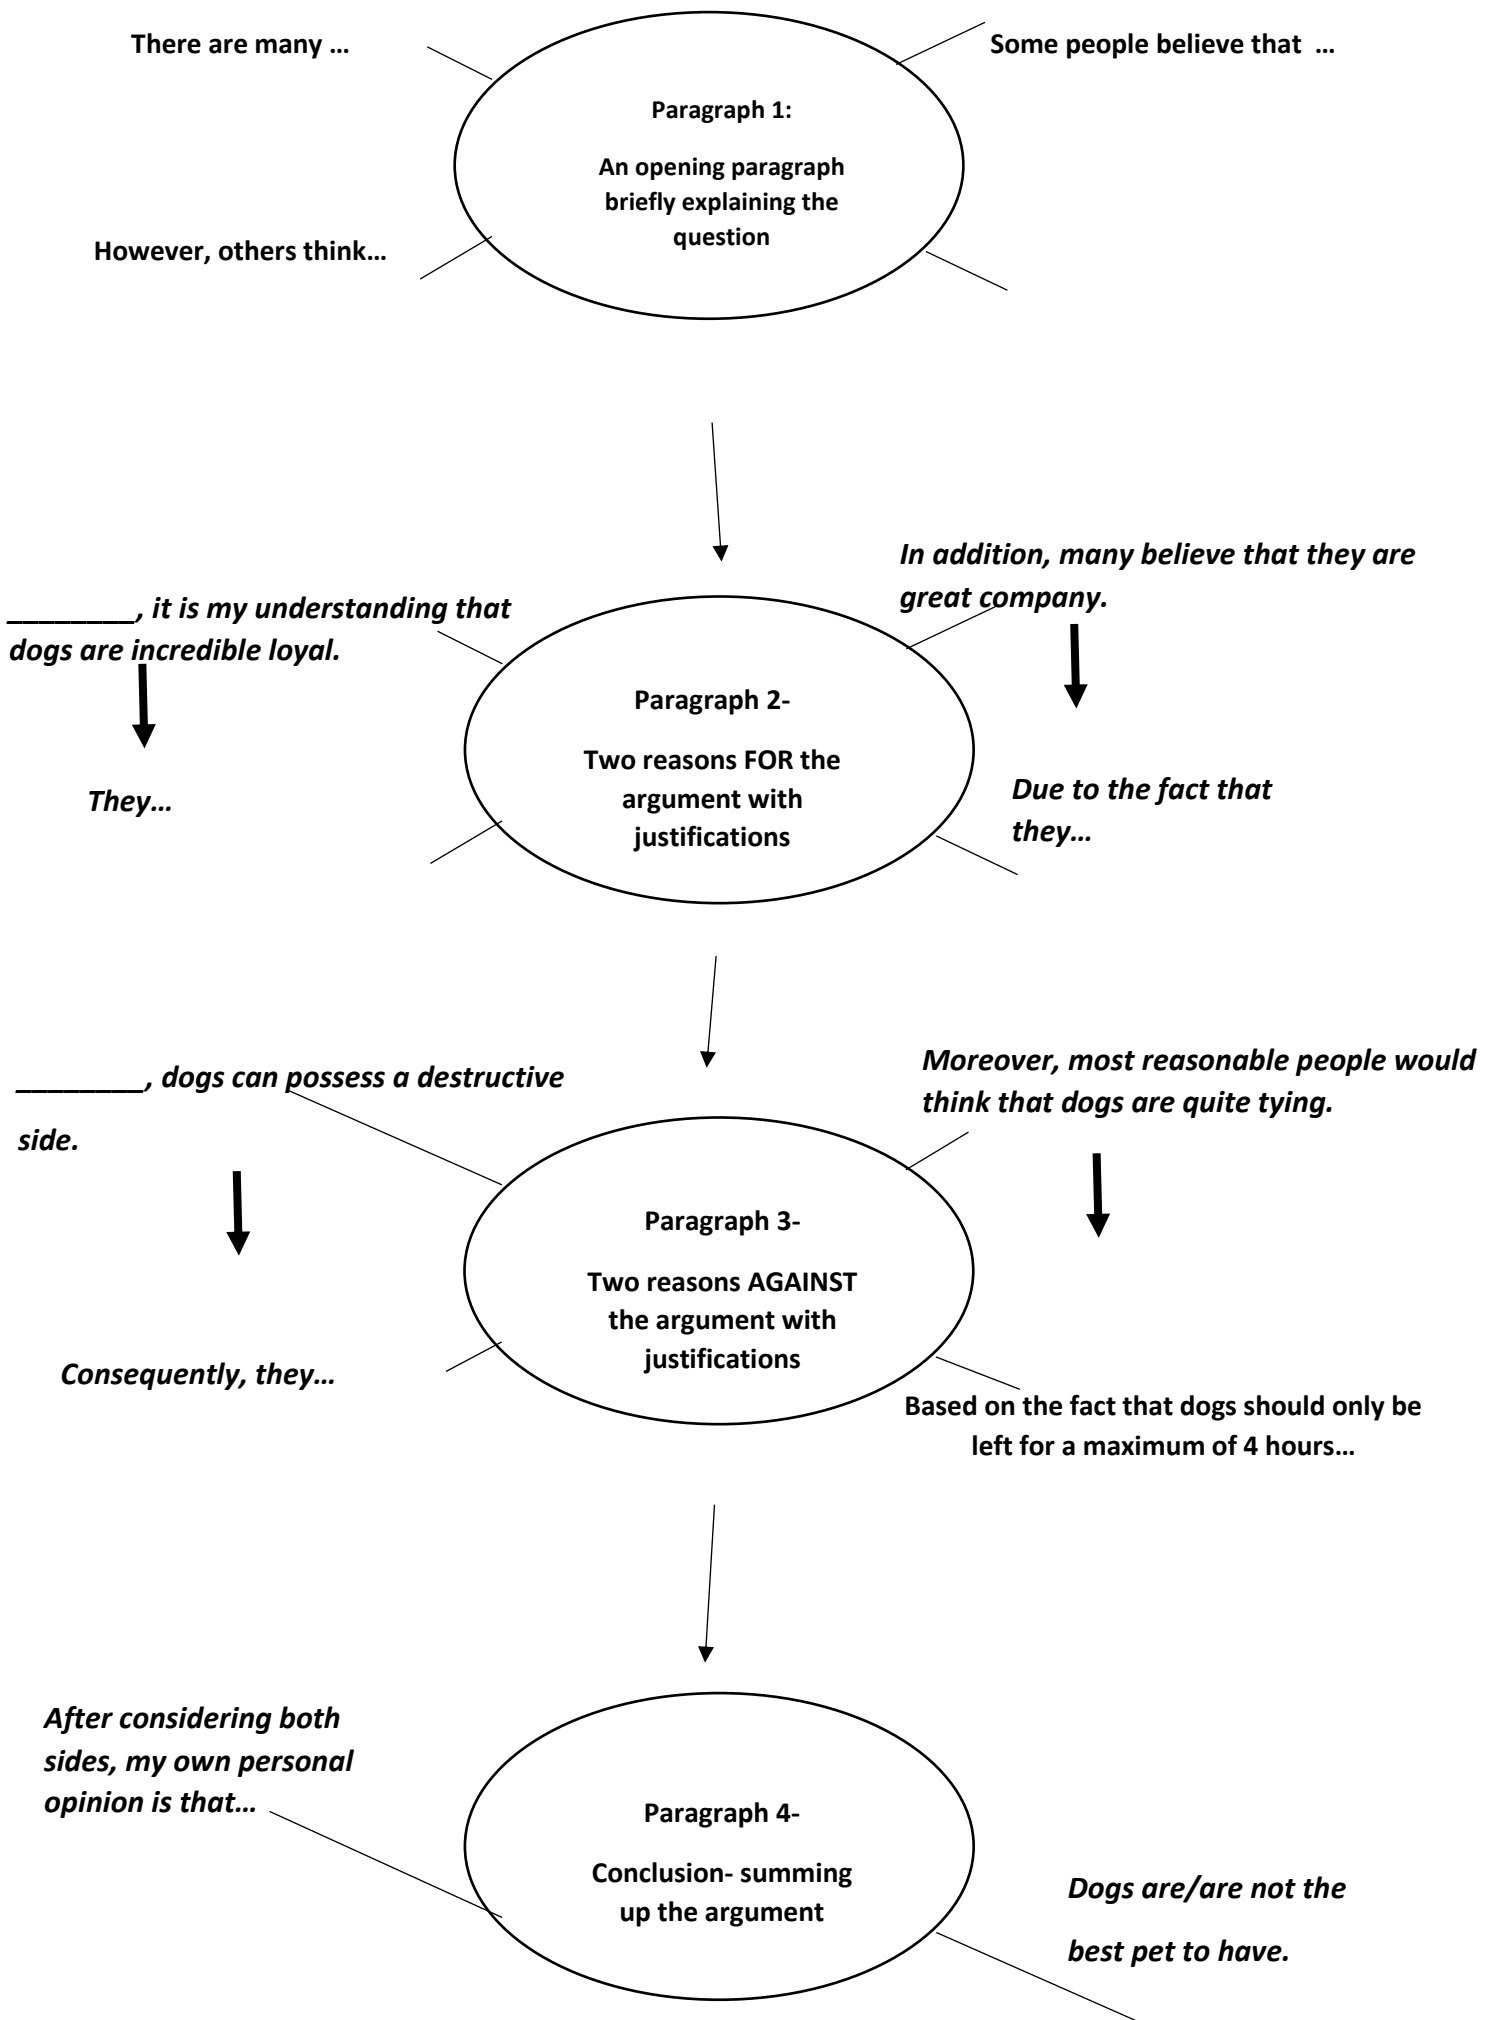 There are many …
Some people believe that …
Paragraph 1:
An opening paragraph
briefly explaining the
question
However, others think…
In addition, many believe that they are
great company.
________, it is my understanding that
dogs are incredible loyal.
They…
Paragraph 2-
Two reasons FOR the
argument with
justifications
Due to the fact that
they…
________, dogs can possess a destructive
side.
Moreover, most reasonable people would
think that dogs are quite tying.
Paragraph 3-
Two reasons AGAINST
the argument with
justifications
Consequently, they…
Based on the fact that dogs should only be
left for a maximum of 4 hours…
After considering both
sides, my own personal
opinion is that…
Paragraph 4-
Conclusion- summing
up the argument
Dogs are/are not the
best pet to have.